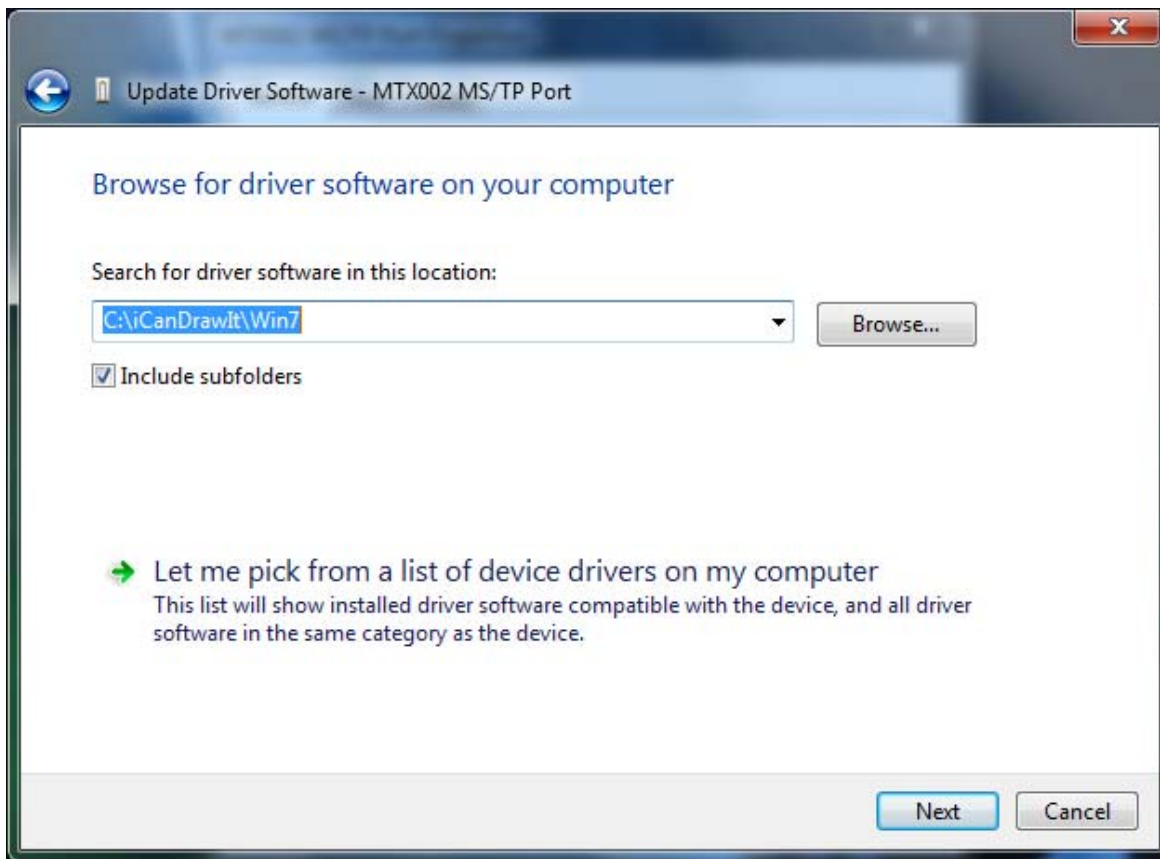 Update Driver Software - MTX002 MS/TP Port
Browse for driver software on your computer
Search for driver software in this location:
C:\iCanDrawIt\Win7
Browse...
Include subfolders
Let me pick from a list of device drivers on my computer
This list will show installed driver software compatible with the device, and all driver
software in the same category as the device.
Next
Cancel